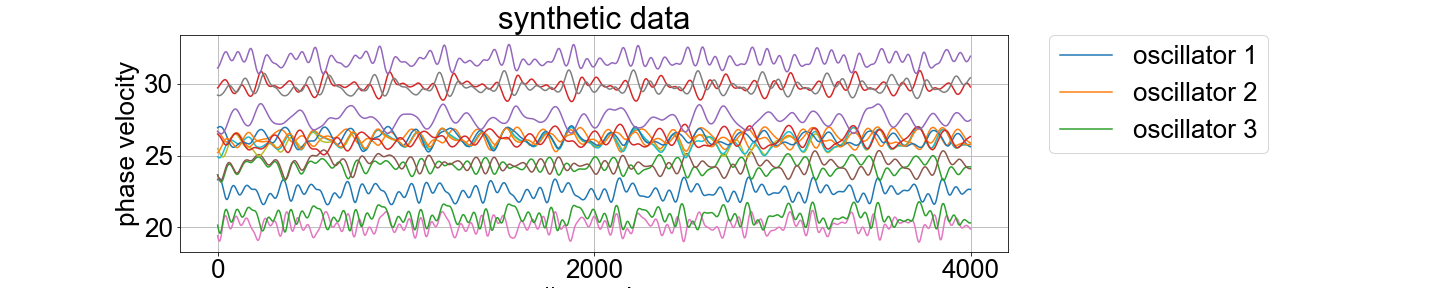 synthetic data
phase velocity
30
25
20
0
2000
4000
oscillator 1
oscillator 2
oscillator 3